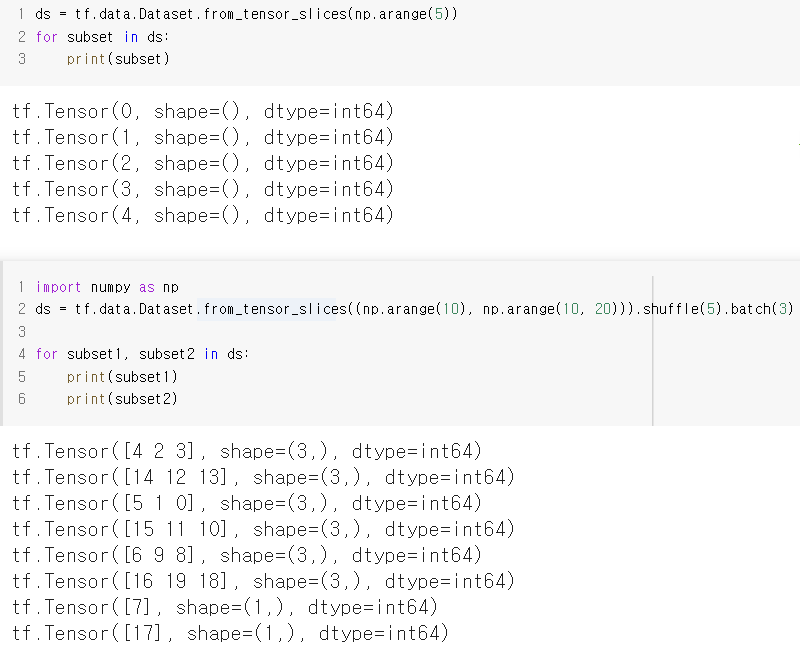 1 ds = tf.data.Dataset.from_tensor_slices(np.arange(5))
2 for subset in ds:
3     print(subset)
tf.Tensor(0, shape=(), dtype=int64)
tf.Tensor(1, shape=(), dtype=int64)
tf.Tensor(2, shape=(), dtype=int64)
tf.Tensor(3, shape=(), dtype=int64)
tf.Tensor(4, shape=(), dtype=int64)
1 import numpy as np
2 ds = tf.data.Dataset.from_tensor_slices((np.arange(10), np.arange(10, 20))).shuffle(5).batch(3)
3
4 for subset1, subset2 in ds:
5     print(subset1)
6     print(subset2)
tf.Tensor([4 2 3], shape=(3,), dtype=int64)
tf.Tensor([14 12 13], shape=(3,), dtype=int64)
tf.Tensor([5 1 0], shape=(3,), dtype=int64)
tf.Tensor([15 11 10], shape=(3,), dtype=int64)
tf.Tensor([6 9 8], shape=(3,), dtype=int64)
tf.Tensor([16 19 18], shape=(3,), dtype=int64)
tf.Tensor([7], shape=(1,), dtype=int64)
tf.Tensor([17], shape=(1,), dtype=int64)